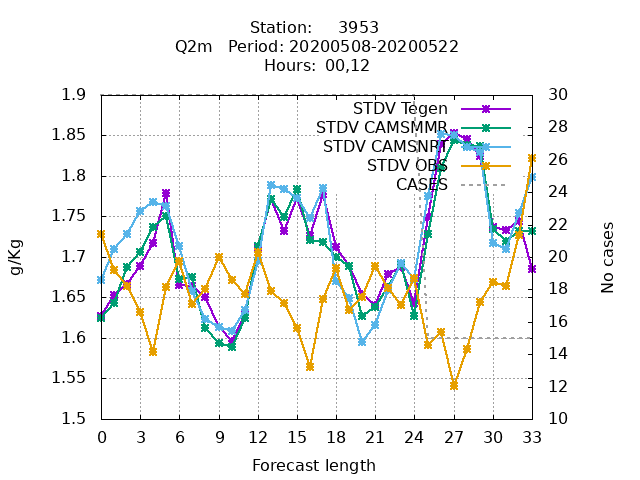 Station:     3953
Q2m   Period: 20200508-20200522
Hours: 00,12
STDV Tegen
STDV CAMSMMR
STDV CAMSNRT
STDV OBS
CASES
g/Kg
1.9
1.85
1.8
1.75
1.7
1.65
1.6
1.55
1.5
No cases
30
28
26
24
22
20
18
16
14
12
10
0 3 6 9 12 15 18 21 24 27 30 33
Forecast length